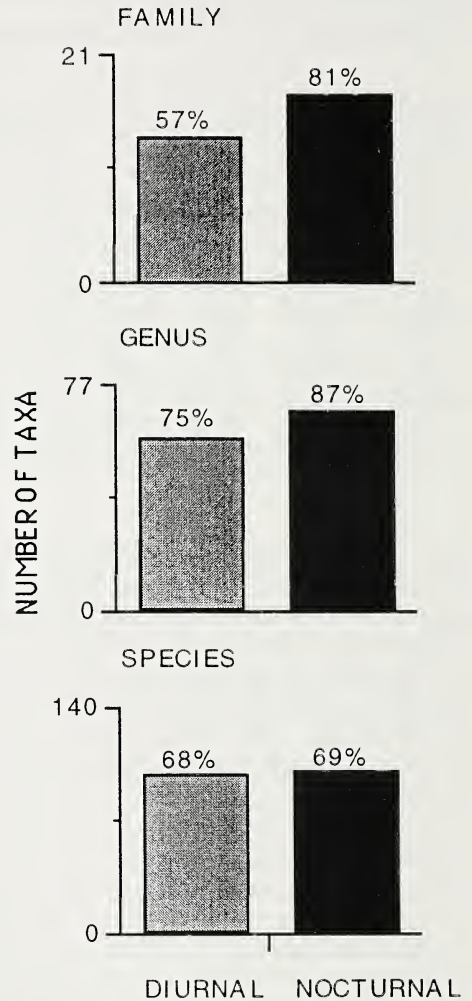 FAMILY
21
57%
81%
0
GENUS
77
75%
87%
0
SPECIES
140
68%
69%
0
NUMBER OF TAXA
DIURNAL NOCTURNAL